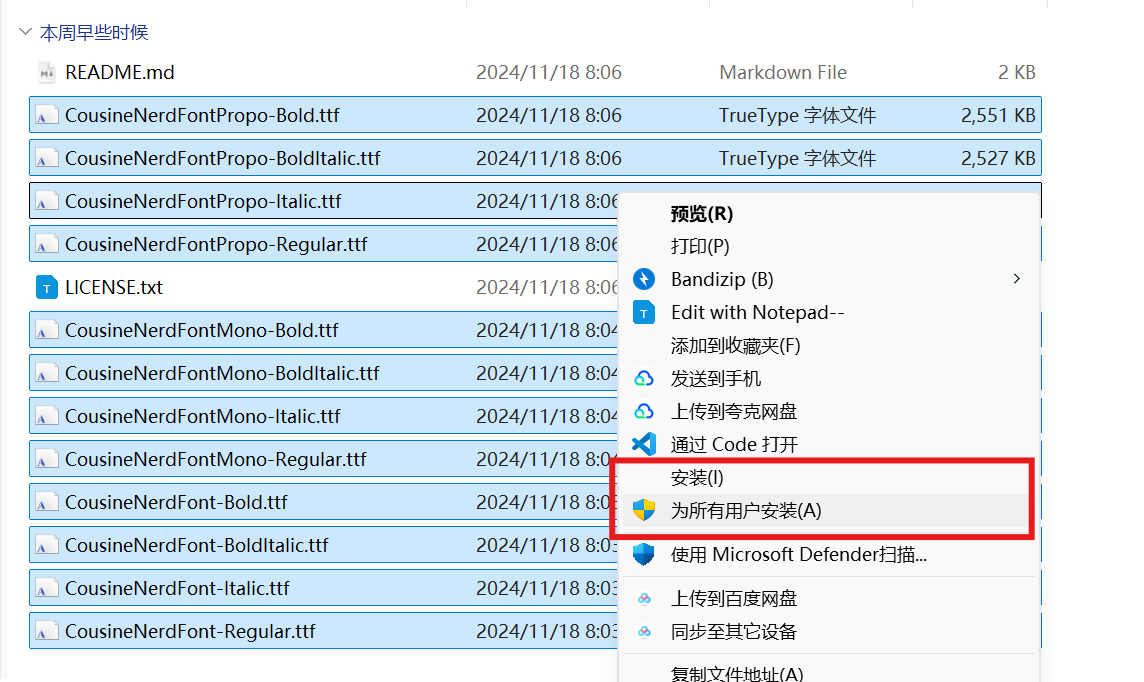 本周早些时候
README.md 2024/11/18 8:06 Markdown File 2 KB
CousineNerdFontPropo-Bold.ttf 2024/11/18 8:06 TrueType 字体文件 2,551 KB
CousineNerdFontPropo-BoldItalic.ttf 2024/11/18 8:06 TrueType 字体文件 2,527 KB
CousineNerdFontPropo-Italic.ttf 2024/11/18 8:06
CousineNerdFontPropo-Regular.ttf 2024/11/18 8:06
LICENSE.txt 2024/11/18 8:06
CousineNerdFontMono-Bold.ttf 2024/11/18 8:04
CousineNerdFontMono-BoldItalic.ttf 2024/11/18 8:04
CousineNerdFontMono-Italic.ttf 2024/11/18 8:04
CousineNerdFontMono-Regular.ttf 2024/11/18 8:04
CousineNerdFont-Bold.ttf 2024/11/18 8:03
CousineNerdFont-BoldItalic.ttf 2024/11/18 8:03
CousineNerdFont-Italic.ttf 2024/11/18 8:03
CousineNerdFont-Regular.ttf 2024/11/18 8:03
预览(R)
打印(P)
Bandizip (B)
Edit with Notepad--
添加到收藏夹(F)
发送到手机
上传到夸克网盘
通过 Code 打开
安装(I)
为所有用户安装(A)
使用 Microsoft Defender扫描...
上传到百度网盘
同步至其它设备
复制文件地址(A)